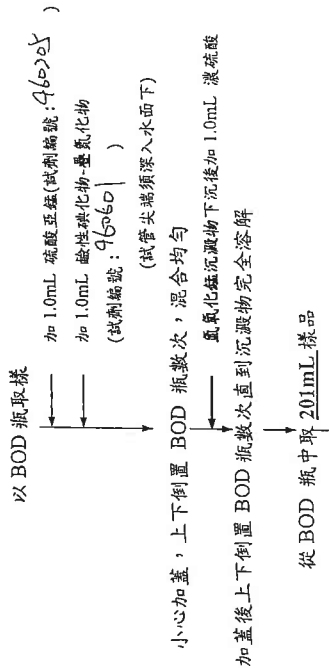 以 BOD 瓶取樣
加 1.0mL 硫酸亞錳(試劑編號：960205 )
加 1.0mL 鹼性碘化物-疊氮化物
(試劑編號：960601 )
(試管尖端須深入水面下)
小心加蓋，上下倒置 BOD 瓶數次，混合均勻
氫氧化錳沉澱物下沉後加 1.0mL 濃硫酸
加蓋後上下倒置 BOD 瓶數次直到沉澱物完全溶解
從 BOD 瓶中取 201mL 樣品